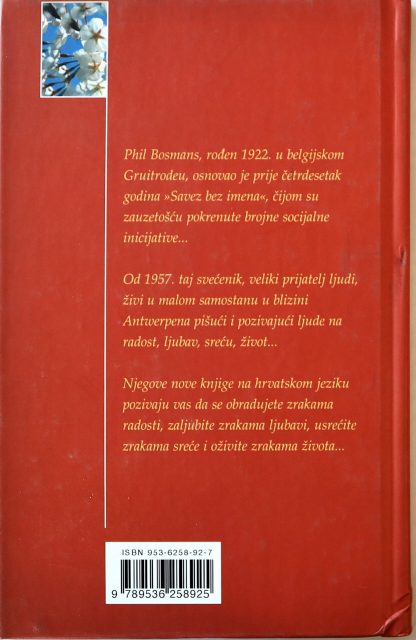 Phil Bosmans, rođen 1922. u belgijskom
Gruitrodeu, osnovao je prije četrdesetak
godina »Savez bez imena«, čijom su
zauzetošću pokrenute brojne socijalne
inicijative...
Od 1957. taj svećenik, veliki prijatelj ljudi,
živi u malom samostanu u blizini
Antwerpena pišući i pozivajući ljude na
radost, ljubav, sreću, život...
Njegove nove knjige na hrvatskom jeziku
pozivaju vas da se obradujete zrakama
radosti, zaljubite zrakama ljubavi, usrećite
zrakama sreće i oživite zrakama života...
ISBN 953-6258-92-7
9 789536 258925